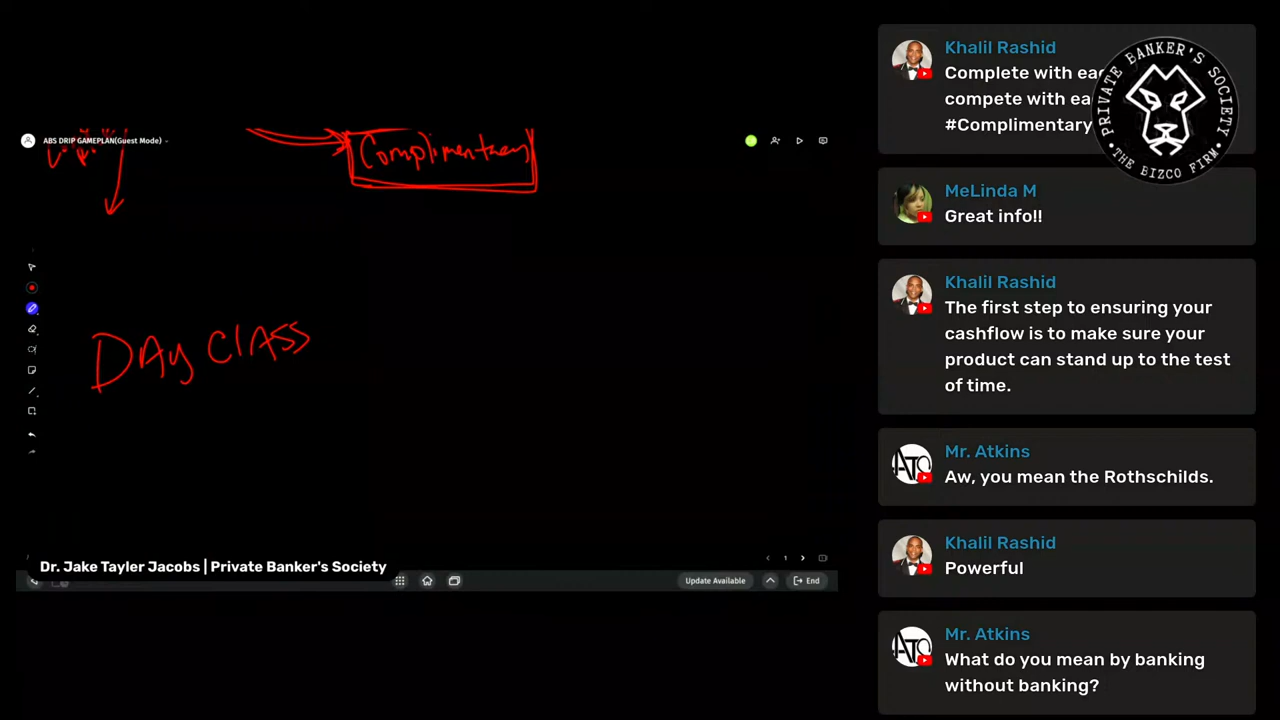 ABS DRIP GAMEPLAN(Guest Mode)
Complimentary
DAy ClASS
Dr. Jake Tayler Jacobs | Private Banker's Society
1
Update Available
End
Khalil Rashid
Complete with eac
compete with ea
#Complimentary
PRIVATE BANKER'S SOCIETY
• THE BIZCO FIRM •
MeLinda M
Great info!!
Khalil Rashid
The first step to ensuring your
cashflow is to make sure your
product can stand up to the test
of time.
Mr. Atkins
Aw, you mean the Rothschilds.
Khalil Rashid
Powerful
Mr. Atkins
What do you mean by banking
without banking?